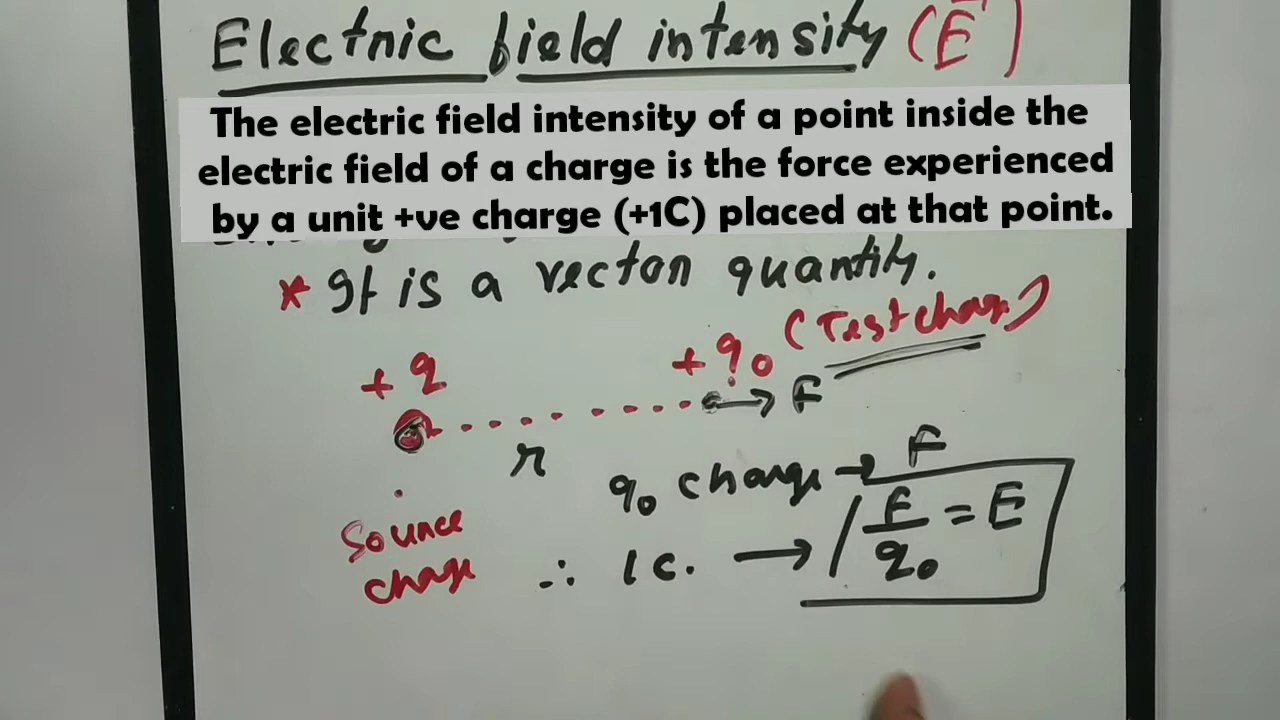 Electric field intensity (E)
The electric field intensity of a point inside the
electric field of a charge is the force experienced
by a unit +ve charge (+1C) placed at that point.
* It is a vector quantity.
+q
+q₀ (Test charge)
F
r
q₀ charge → F
Source
charge
∴ 1C. → F/q₀ = E